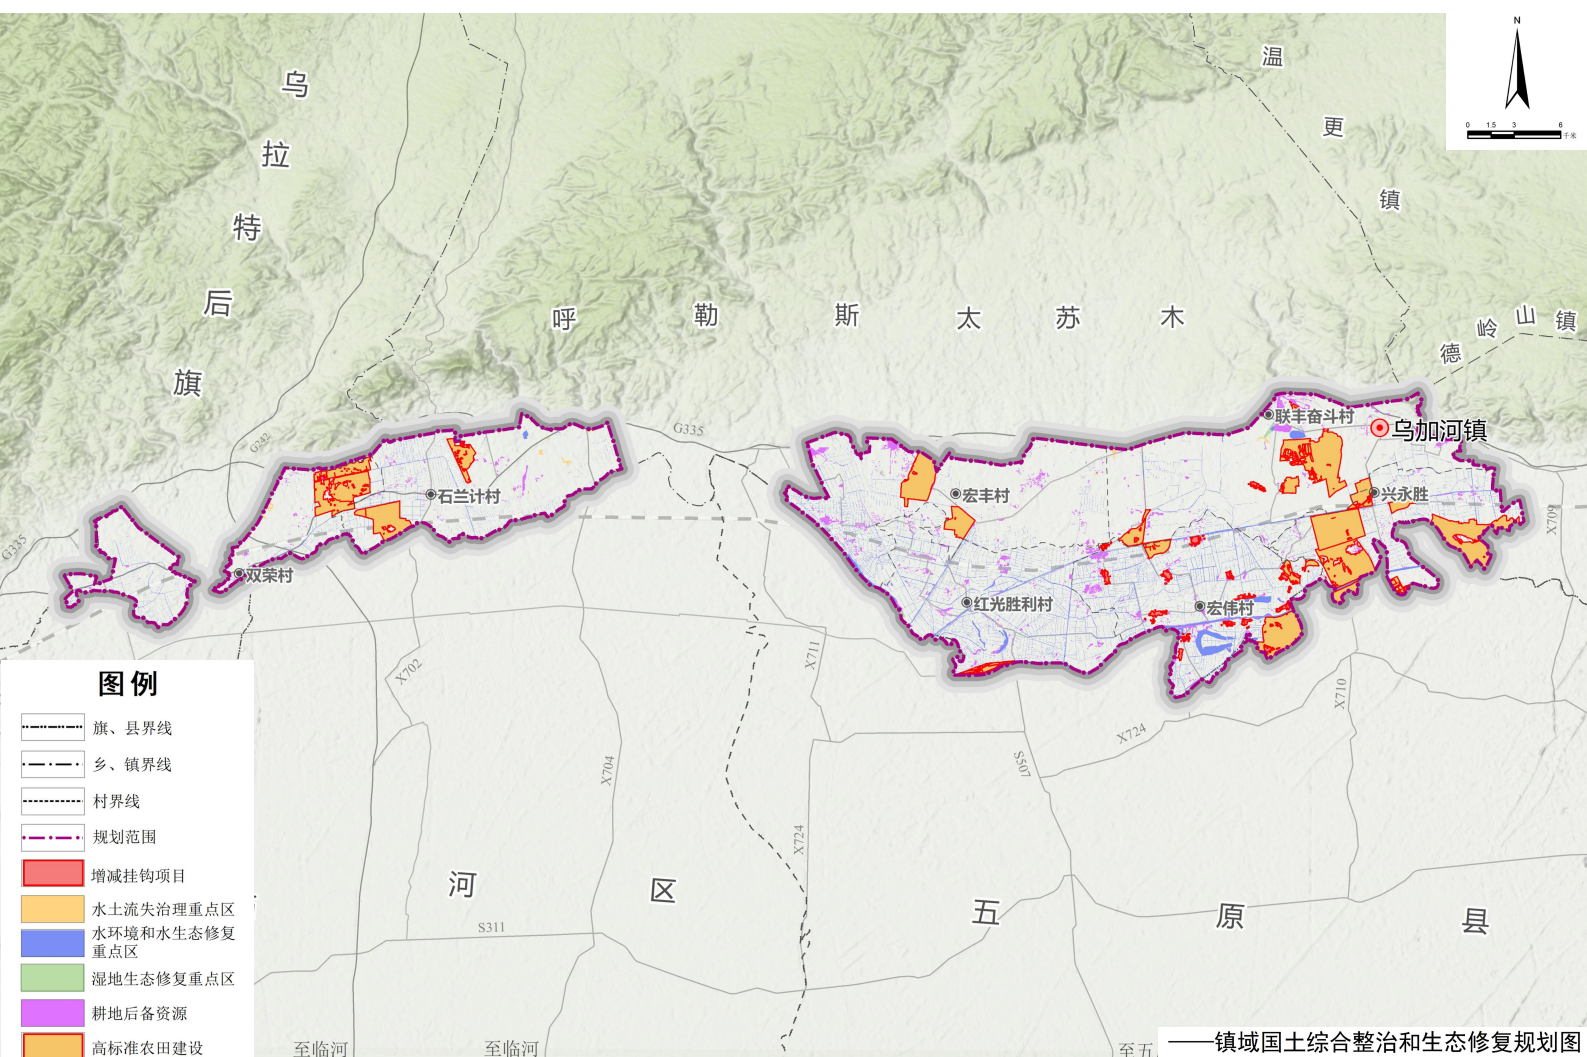 N
0 1.5 3 6
千米
温更镇
乌拉特后旗
呼勒斯太苏木
德岭山镇
G335
G242
联丰奋斗村
乌加河镇
石兰计村
宏丰村
兴永胜
X709
G335
双荣村
红光胜利村
宏伟村
X702
X711
X710
X724
S507
X704
X724
河区
五原县
S311
至临河
至临河
至五
图例
旗、县界线
乡、镇界线
村界线
规划范围
增减挂钩项目
水土流失治理重点区
水环境和水生态修复
重点区
湿地生态修复重点区
耕地后备资源
高标准农田建设
——镇域国土综合整治和生态修复规划图